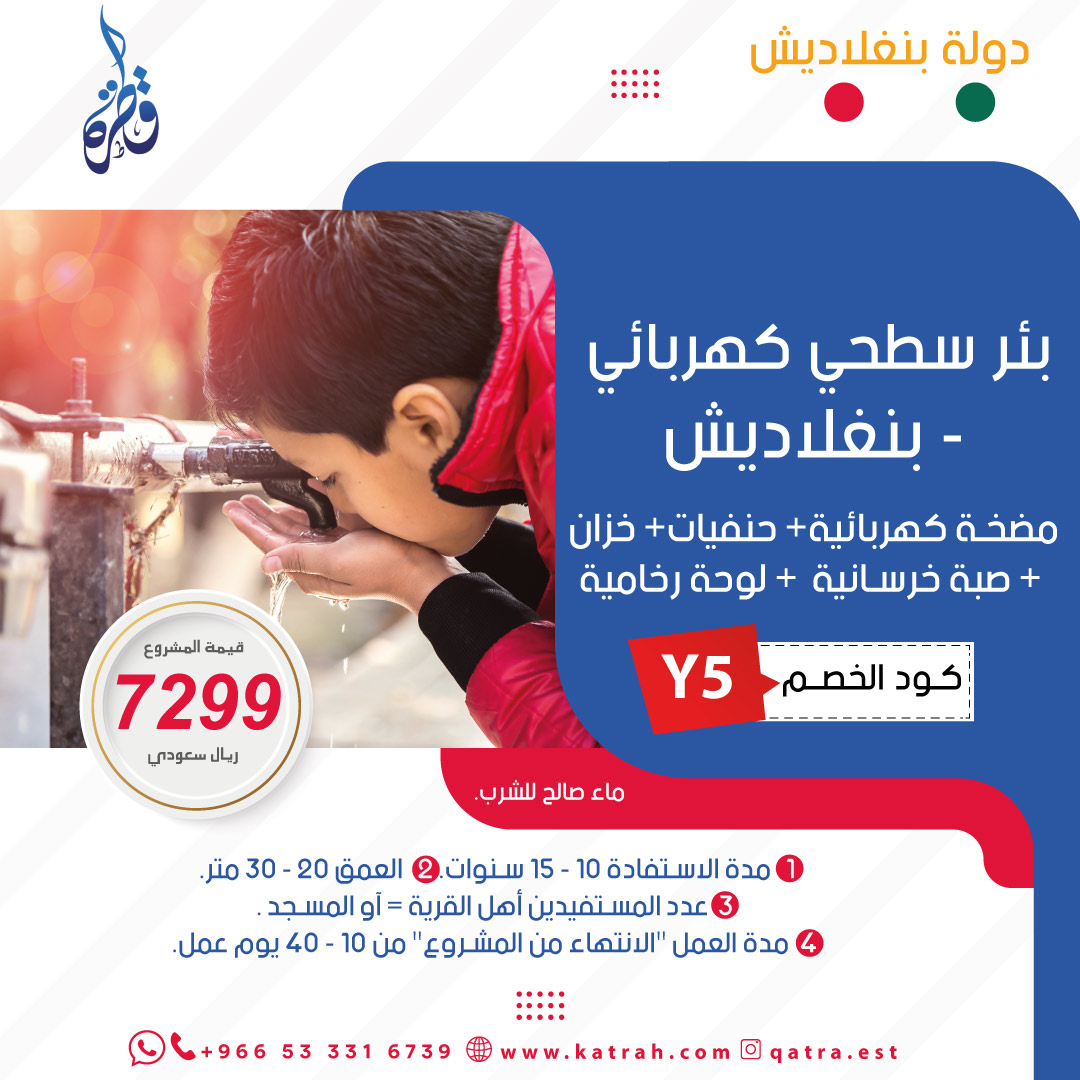 دولة بنغلاديش
قطرة
بئر سطحي كهربائي
- بنغلاديش
مضخة كهربائية+ حنفيات+ خزان
+ صبة خرسانية + لوحة رخامية
كود الخصم
Y5
قيمة المشروع
7299
ريال سعودي
ماء صالح للشرب.
1 مدة الاستفادة 10 - 15 سنوات. 2 العمق 20 - 30 متر.
3 عدد المستفيدين أهل القرية = آو المسجد .
4 مدة العمل "الانتهاء من المشروع" من 10 - 40 يوم عمل.
+966 53 331 6739 www.katrah.com qatra.est